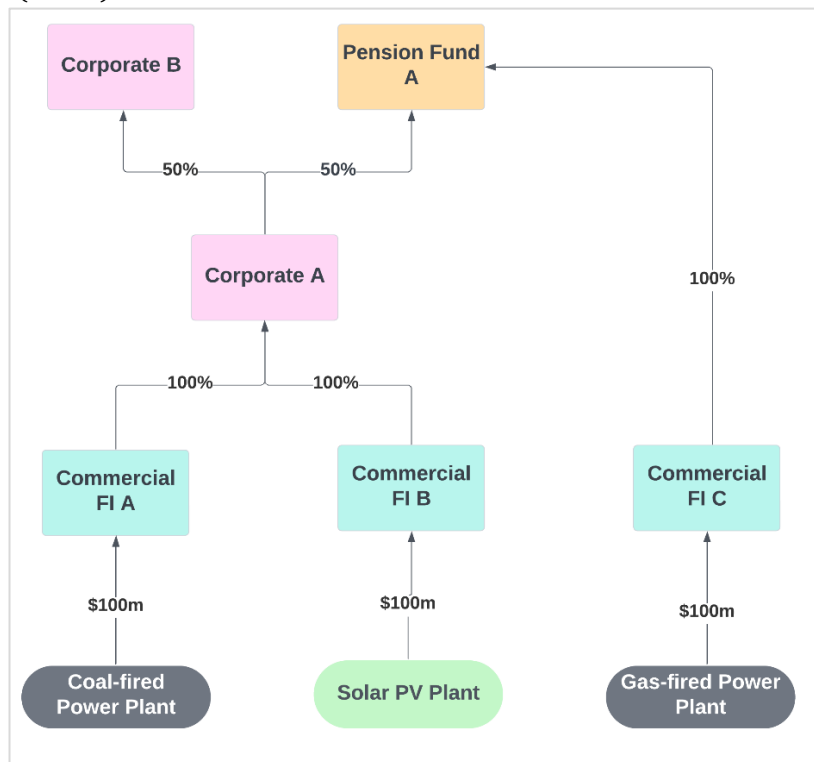 Corporate B
Pension Fund
A
50%
50%
Corporate A
100%
100%
100%
Commercial
FI A
Commercial
FI B
Commercial
FI C
$100m
$100m
$100m
Coal-fired
Power Plant
Solar PV Plant
Gas-fired Power
Plant